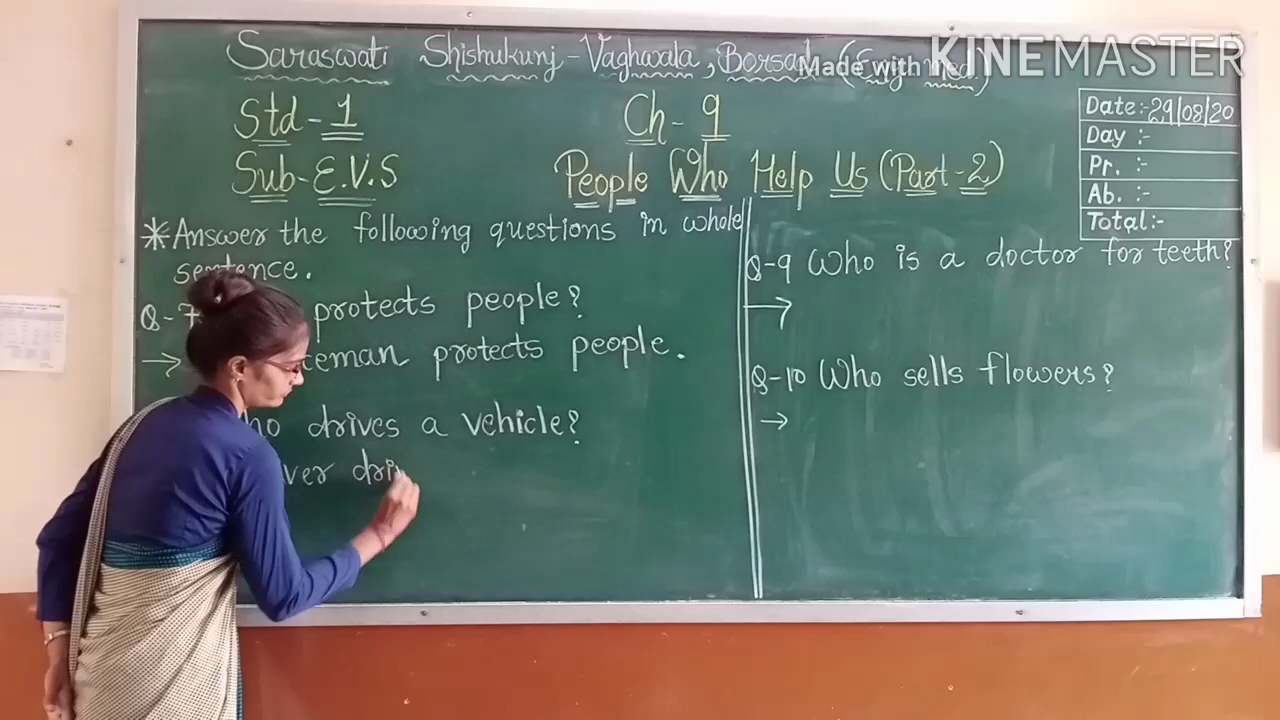 Saraswati Shishukunj - Vaghwala, Borsad (Eng. Med.)
Made with KINEMASTER
Std - 1
Ch - 9
Sub - E.V.S
People Who Help Us (Part - 2)
Date:- 29/08/20
Day :-
Pr. :-
Ab. :-
Total:-
* Answer the following questions in whole
sentence.
Q-7 protects people?
→ protects people.
drives a vehicle?
Q-9 Who is a doctor for teeth?
→
Q-10 Who sells flowers?
→